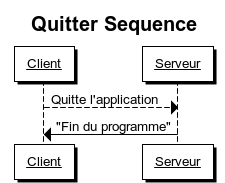 Quitter Sequence
Client
Serveur
Quitte l'application
"Fin du programme"
Client
Serveur